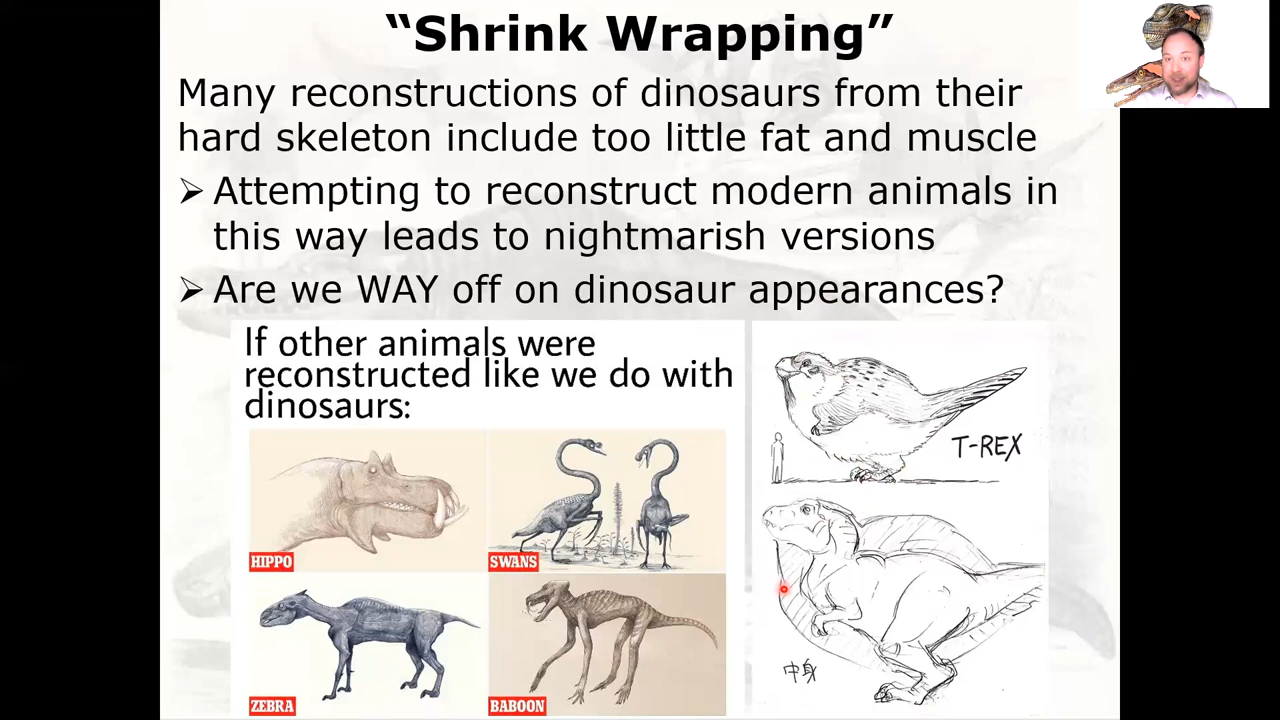 “Shrink Wrapping”
Many reconstructions of dinosaurs from their
hard skeleton include too little fat and muscle
➢ Attempting to reconstruct modern animals in
this way leads to nightmarish versions
➢ Are we WAY off on dinosaur appearances?
If other animals were
reconstructed like we do with
dinosaurs:
HIPPO
SWANS
ZEBRA
BABOON
T-REX
中身